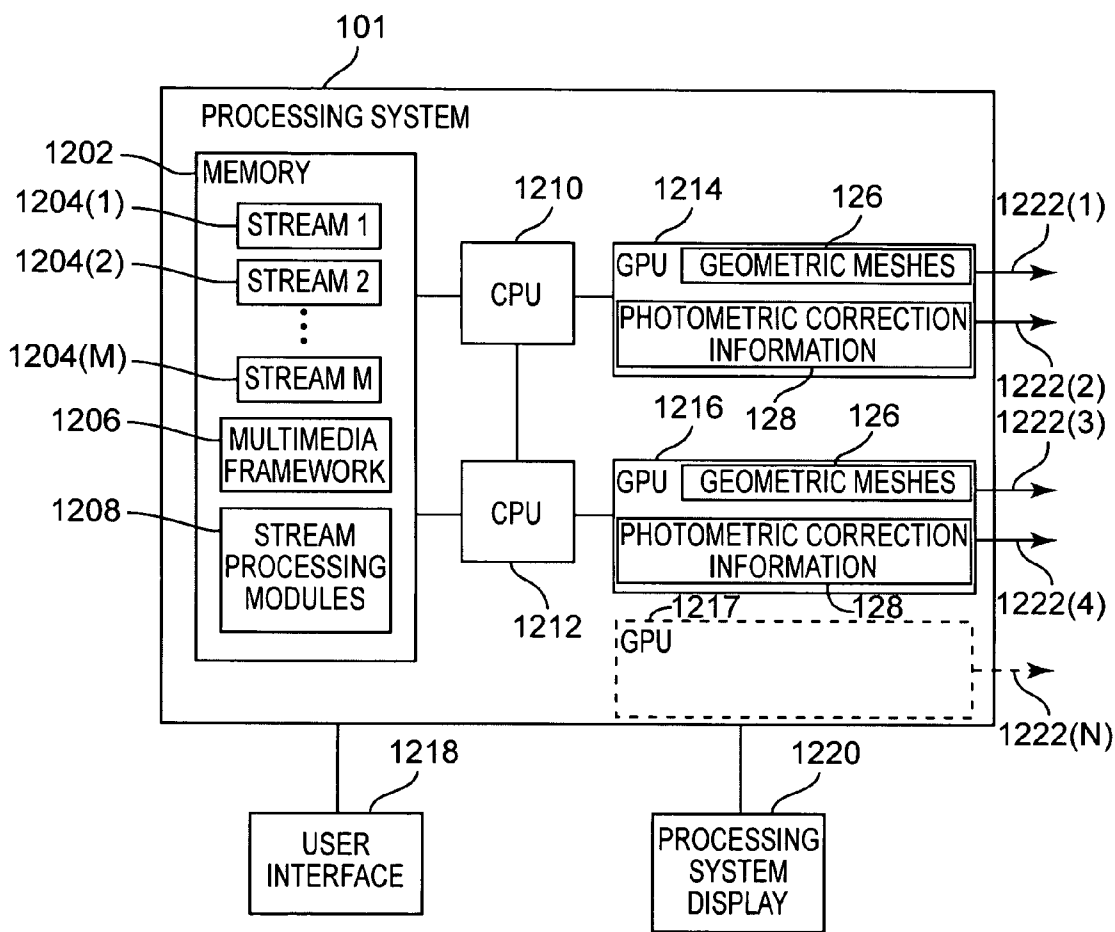 101
PROCESSING SYSTEM
1202
MEMORY
1204(1)
STREAM 1
1204(2)
STREAM 2
1204(M)
STREAM M
1206
MULTIMEDIA
FRAMEWORK
1208
STREAM
PROCESSING
MODULES
1210
CPU
CPU
1212
1214
126
GPU
GEOMETRIC MESHES
PHOTOMETRIC CORRECTION
INFORMATION
128
1216
126
GPU
GEOMETRIC MESHES
PHOTOMETRIC CORRECTION
INFORMATION
128
1217
GPU
1222(1)
1222(2)
1222(3)
1222(4)
1222(N)
1218
USER
INTERFACE
1220
PROCESSING
SYSTEM
DISPLAY